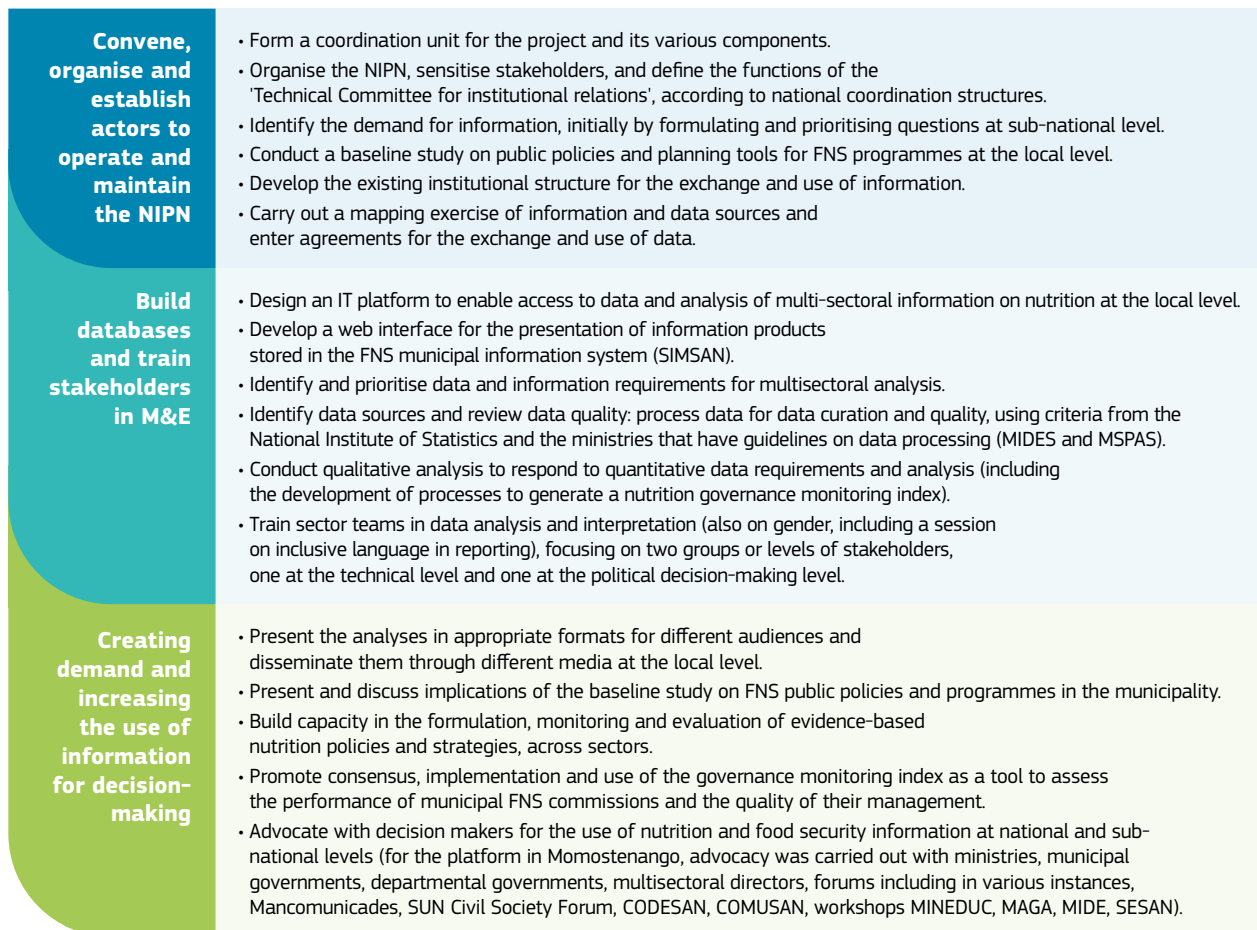 Convene,
organise and
establish
actors to
operate and
maintain
the NIPN
• Form a coordination unit for the project and its various components.
• Organise the NIPN, sensitise stakeholders, and define the functions of the
'Technical Committee for institutional relations', according to national coordination structures.
• Identify the demand for information, initially by formulating and prioritising questions at sub-national level.
• Conduct a baseline study on public policies and planning tools for FNS programmes at the local level.
• Develop the existing institutional structure for the exchange and use of information.
• Carry out a mapping exercise of information and data sources and
enter agreements for the exchange and use of data.
Build
databases
and train
stakeholders
in M&E
• Design an IT platform to enable access to data and analysis of multi-sectoral information on nutrition at the local level.
• Develop a web interface for the presentation of information products
stored in the FNS municipal information system (SIMSAN).
• Identify and prioritise data and information requirements for multisectoral analysis.
• Identify data sources and review data quality: process data for data curation and quality, using criteria from the
National Institute of Statistics and the ministries that have guidelines on data processing (MIDES and MSPAS).
• Conduct qualitative analysis to respond to quantitative data requirements and analysis (including
the development of processes to generate a nutrition governance monitoring index).
• Train sector teams in data analysis and interpretation (also on gender, including a session
on inclusive language in reporting), focusing on two groups or levels of stakeholders,
one at the technical level and one at the political decision-making level.
Creating
demand and
increasing
the use of
information
for decision-
making
• Present the analyses in appropriate formats for different audiences and
disseminate them through different media at the local level.
• Present and discuss implications of the baseline study on FNS public policies and programmes in the municipality.
• Build capacity in the formulation, monitoring and evaluation of evidence-based
nutrition policies and strategies, across sectors.
• Promote consensus, implementation and use of the governance monitoring index as a tool to assess
the performance of municipal FNS commissions and the quality of their management.
• Advocate with decision makers for the use of nutrition and food security information at national and sub-
national levels (for the platform in Momostenango, advocacy was carried out with ministries, municipal
governments, departmental governments, multisectoral directors, forums including in various instances,
Mancomunicades, SUN Civil Society Forum, CODESAN, COMUSAN, workshops MINEDUC, MAGA, MIDE, SESAN).